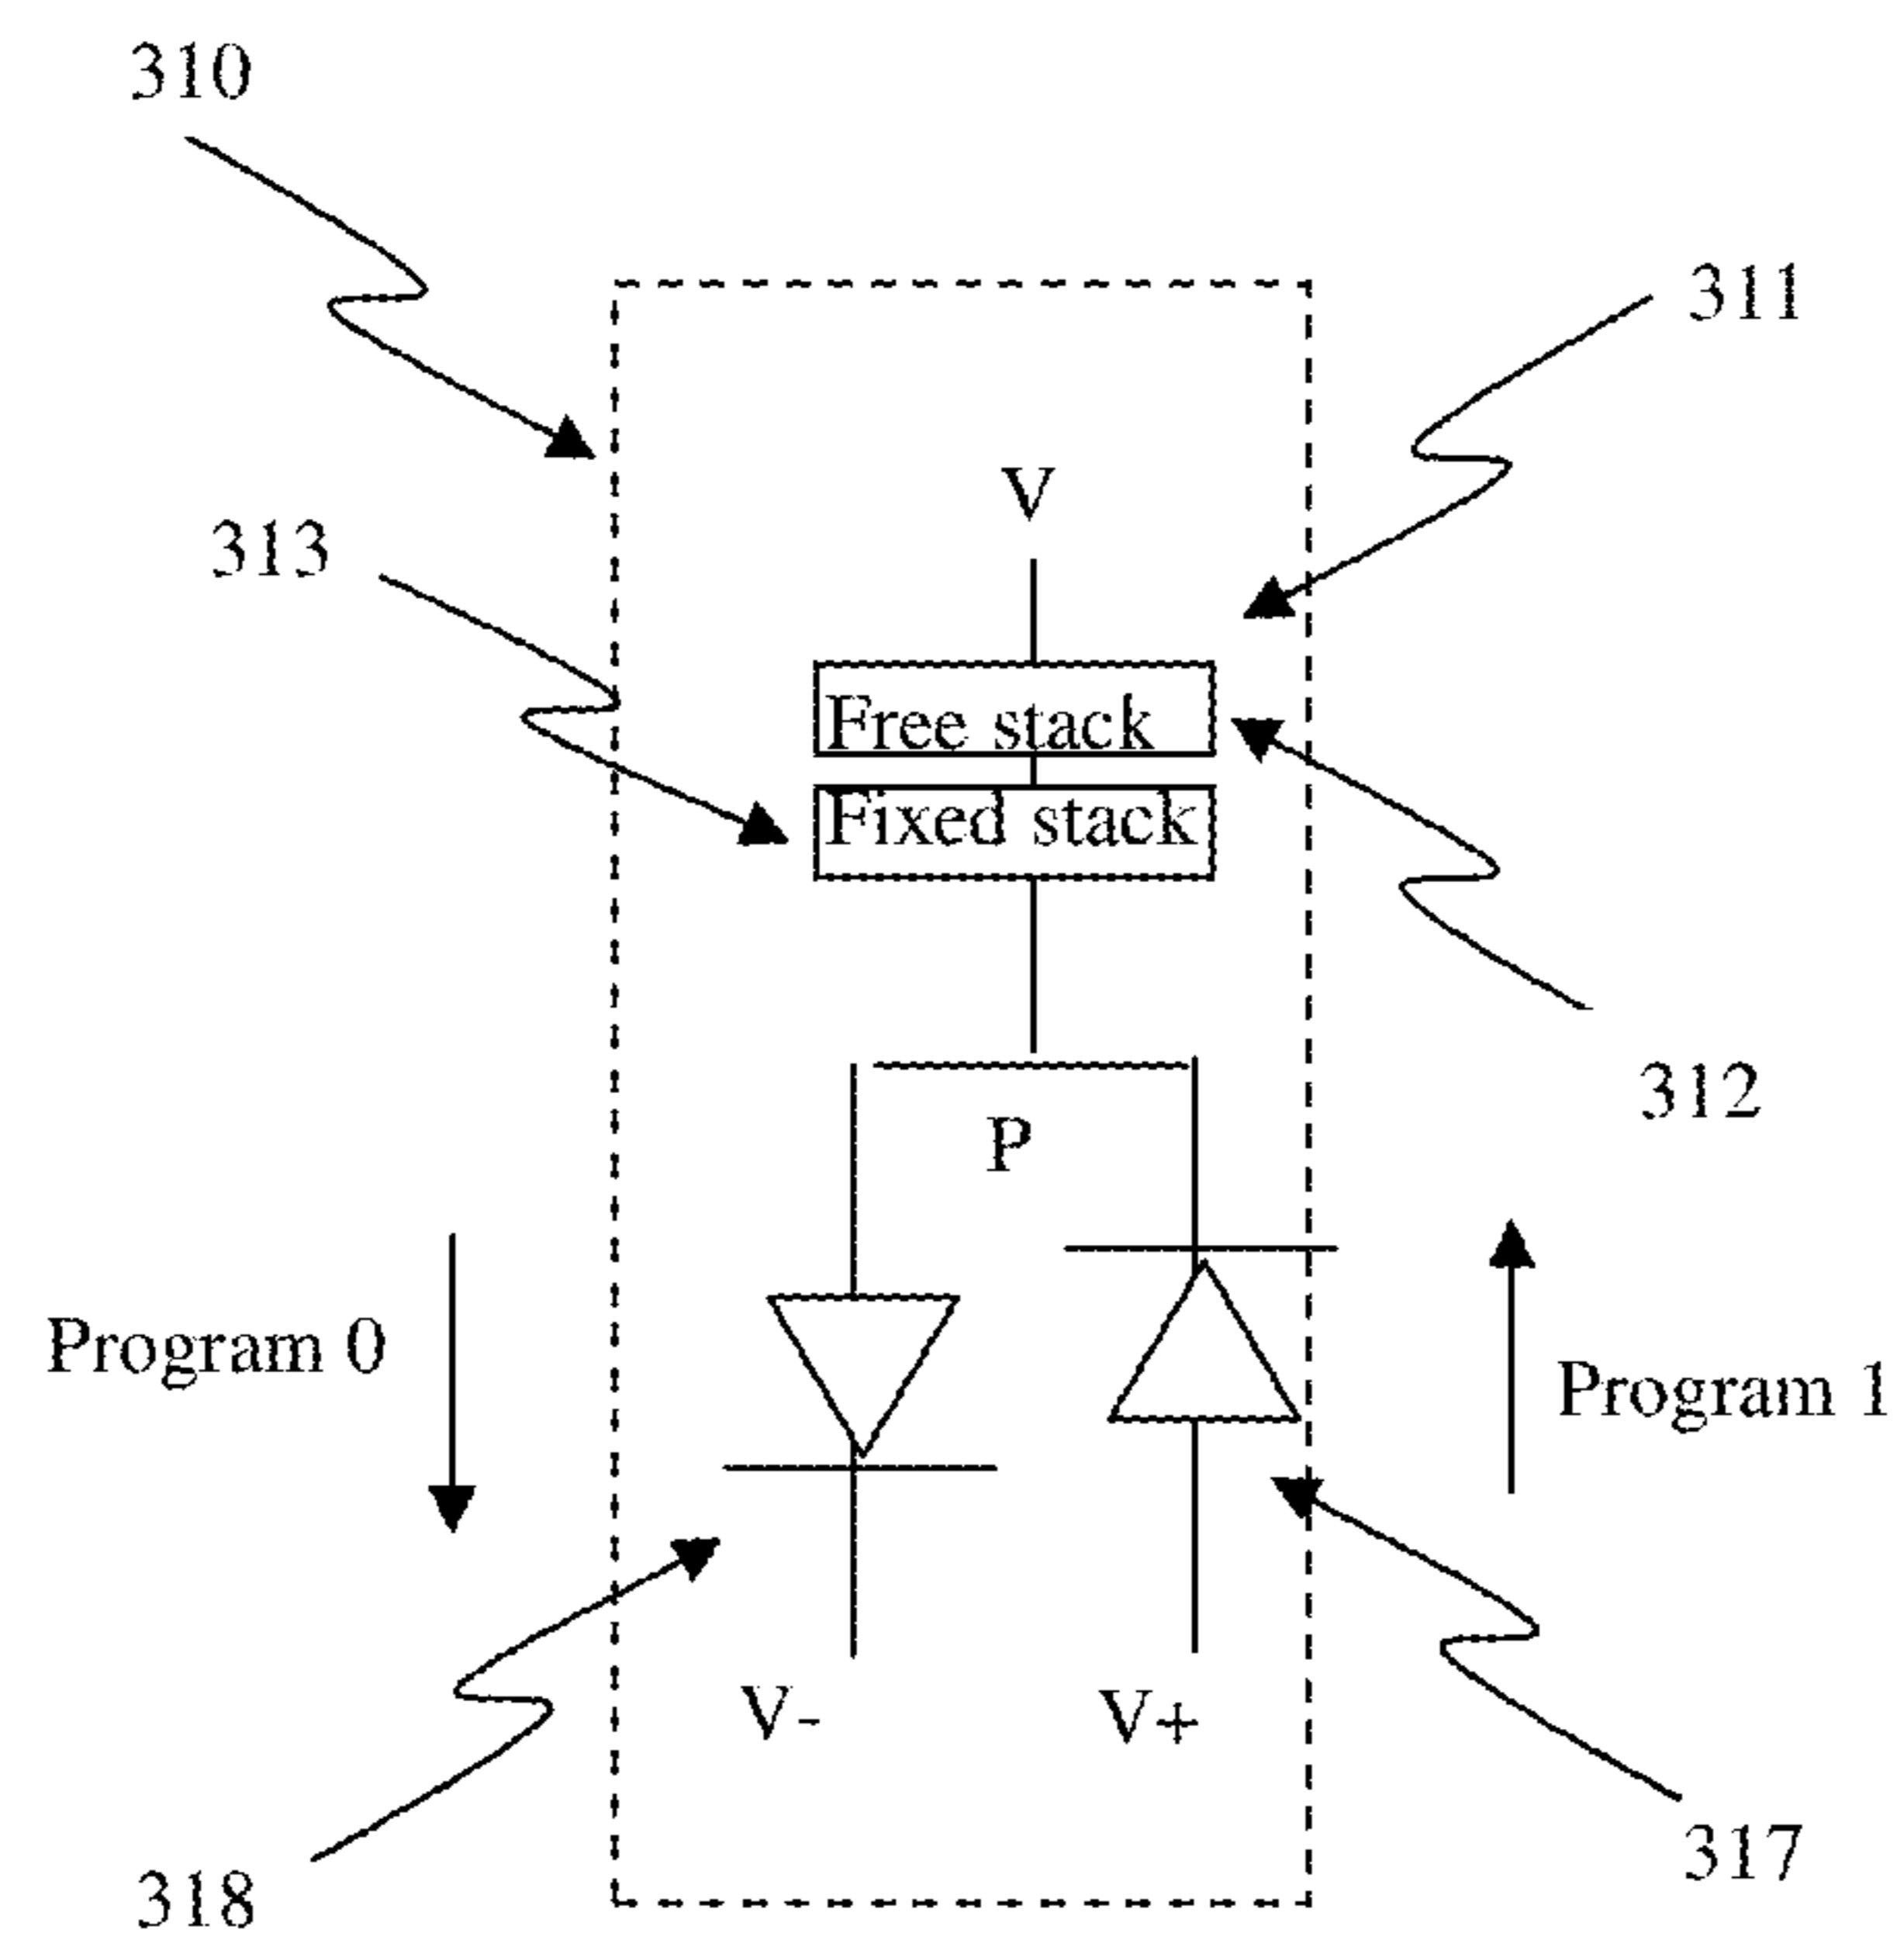 310
311
V
313
Free stack
Fixed stack
312
P
Program 0
Program 1
V-
V+
317
318